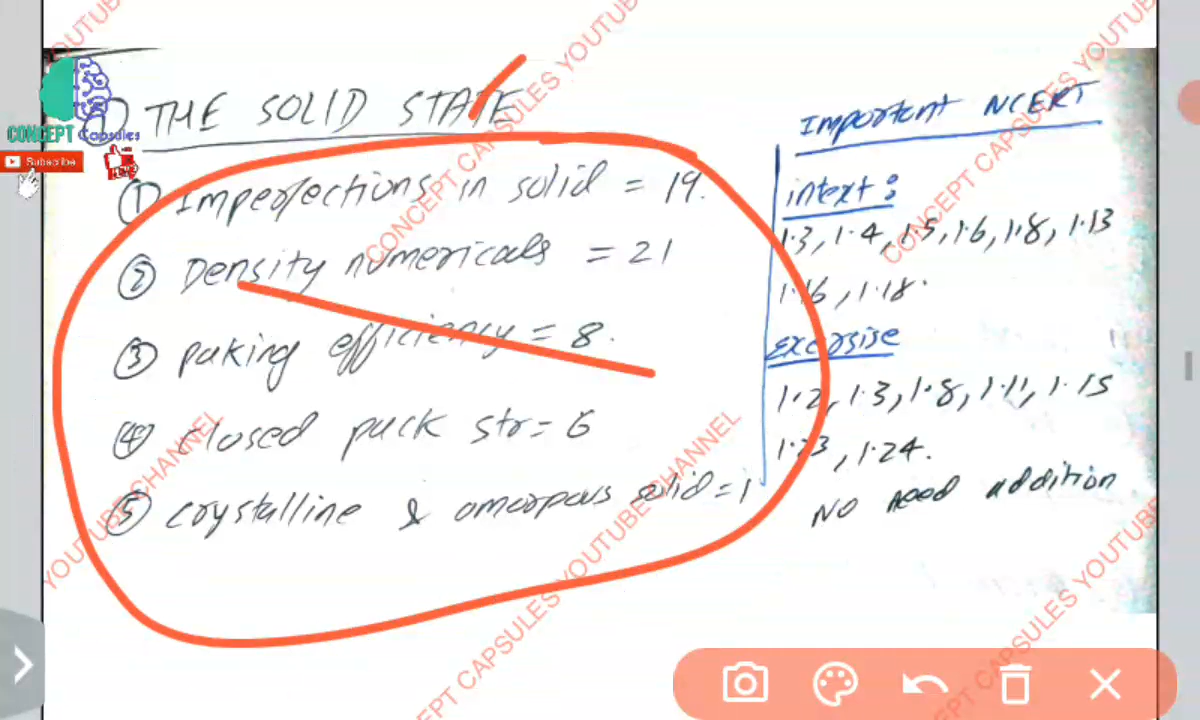 1) THE SOLID STATE
① Imperfections in solid = 19.
② Density numericals = 21
③ paking efficiency = 8.
④ closed pack str = 6
⑤ crystalline & amorpous solid = 1
Important NCERT
intext:
1.3, 1.4, 1.5, 1.6, 1.8, 1.13
1.16, 1.18.
Excersise
1.2, 1.3, 1.8, 1.11, 1.15
1.23, 1.24.
No need addition
CONCEPT Capsules
Subscribe
CONCEPT CAPSULES YOUTUBE CHANNEL
CONCEPT CAPSULES YOUTUBE CHANNEL